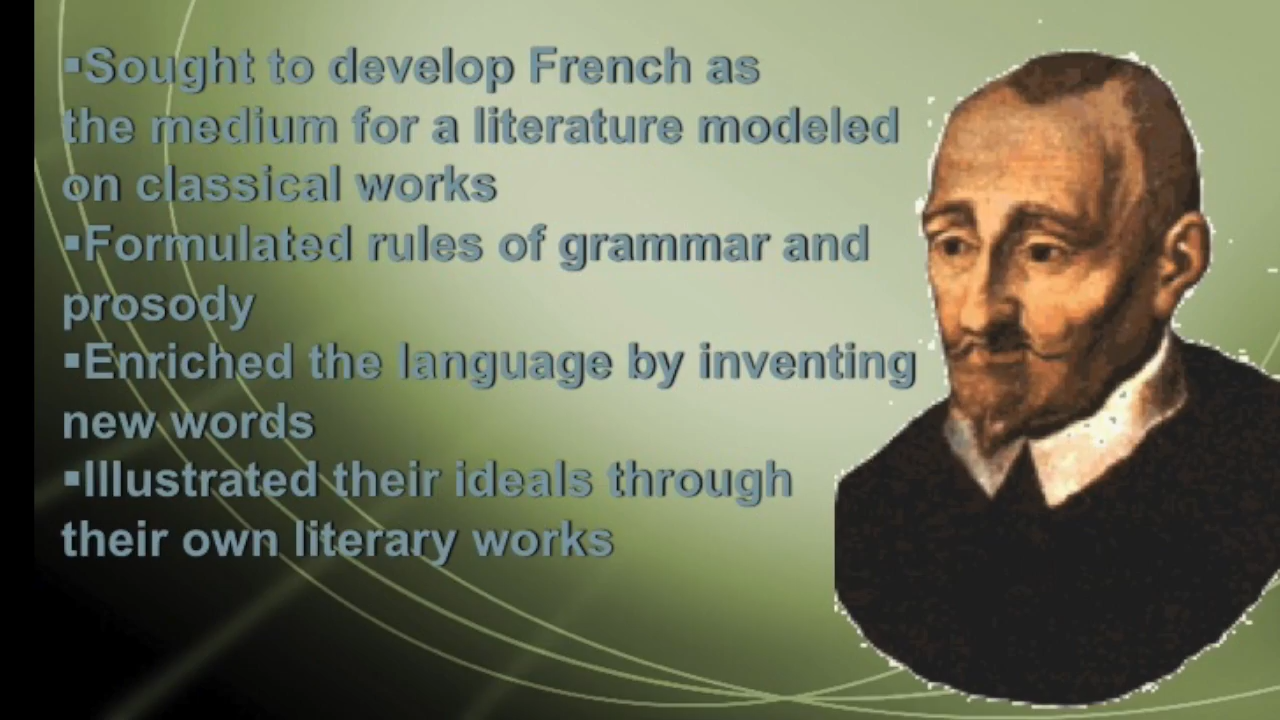 ▪Sought to develop French as
the medium for a literature modeled
on classical works
▪Formulated rules of grammar and
prosody
▪Enriched the language by inventing
new words
▪Illustrated their ideals through
their own literary works